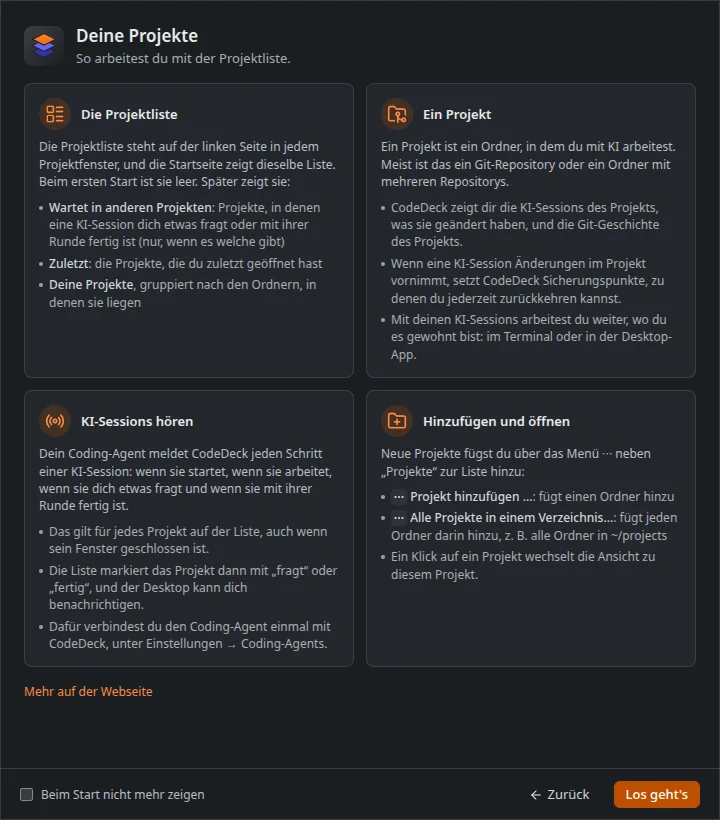 Deine Projekte
So arbeitest du mit der Projektliste.
Die Projektliste
Die Projektliste steht auf der linken Seite in jedem
Projektfenster, und die Startseite zeigt dieselbe Liste.
Beim ersten Start ist sie leer. Später zeigt sie:
• Wartet in anderen Projekten: Projekte, in denen
eine KI-Session dich etwas fragt oder mit ihrer
Runde fertig ist (nur, wenn es welche gibt)
• Zuletzt: die Projekte, die du zuletzt geöffnet hast
• Deine Projekte, gruppiert nach den Ordnern, in
denen sie liegen
Ein Projekt
Ein Projekt ist ein Ordner, in dem du mit KI arbeitest.
Meist ist das ein Git-Repository oder ein Ordner mit
mehreren Repositorys.
• CodeDeck zeigt dir die KI-Sessions des Projekts,
was sie geändert haben, und die Git-Geschichte
des Projekts.
• Wenn eine KI-Session Änderungen im Projekt
vornimmt, setzt CodeDeck Sicherungspunkte, zu
denen du jederzeit zurückkehren kannst.
• Mit deinen KI-Sessions arbeitest du weiter, wo du
es gewohnt bist: im Terminal oder in der Desktop-
App.
KI-Sessions hören
Dein Coding-Agent meldet CodeDeck jeden Schritt
einer KI-Session: wenn sie startet, wenn sie arbeitet,
wenn sie dich etwas fragt und wenn sie mit ihrer
Runde fertig ist.
• Das gilt für jedes Projekt auf der Liste, auch wenn
sein Fenster geschlossen ist.
• Die Liste markiert das Projekt dann mit „fragt" oder
„fertig", und der Desktop kann dich
benachrichtigen.
• Dafür verbindest du den Coding-Agent einmal mit
CodeDeck, unter Einstellungen → Coding-Agents.
Hinzufügen und öffnen
Neue Projekte fügst du über das Menü ··· neben
„Projekte" zur Liste hinzu:
• ··· Projekt hinzufügen …: fügt einen Ordner hinzu
• ··· Alle Projekte in einem Verzeichnis…: fügt jeden
Ordner darin hinzu, z. B. alle Ordner in ~/projects
• Ein Klick auf ein Projekt wechselt die Ansicht zu
diesem Projekt.
Mehr auf der Webseite
Beim Start nicht mehr zeigen
← Zurück
Los geht's